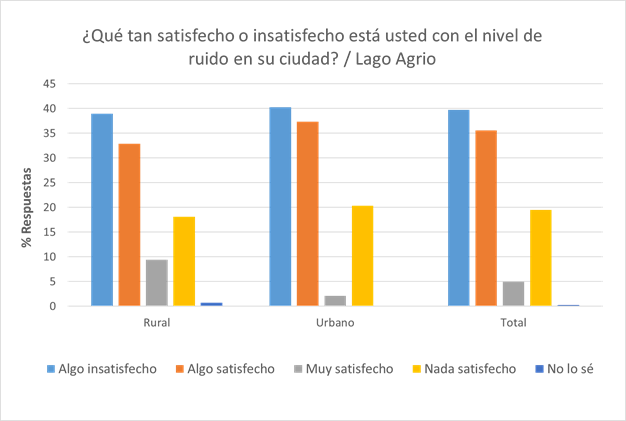 ¿Qué tan satisfecho o insatisfecho está usted con el nivel de
ruido en su ciudad? / Lago Agrio
% Respuestas
45
40
35
30
25
20
15
10
5
0
Rural Urbano Total
Algo insatisfecho Algo satisfecho Muy satisfecho Nada satisfecho No lo sé